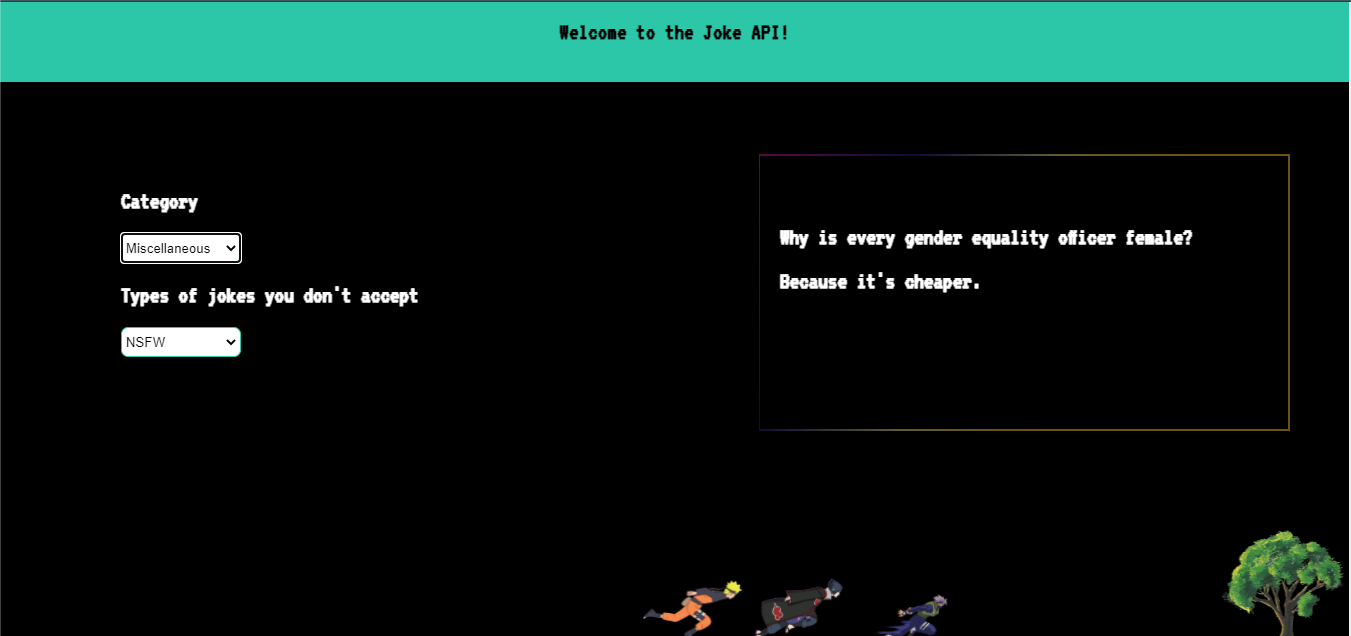 Welcome to the Joke API!
Category
Miscellaneous
Types of jokes you don't accept
NSFW
Why is every gender equality officer female?
Because it's cheaper.